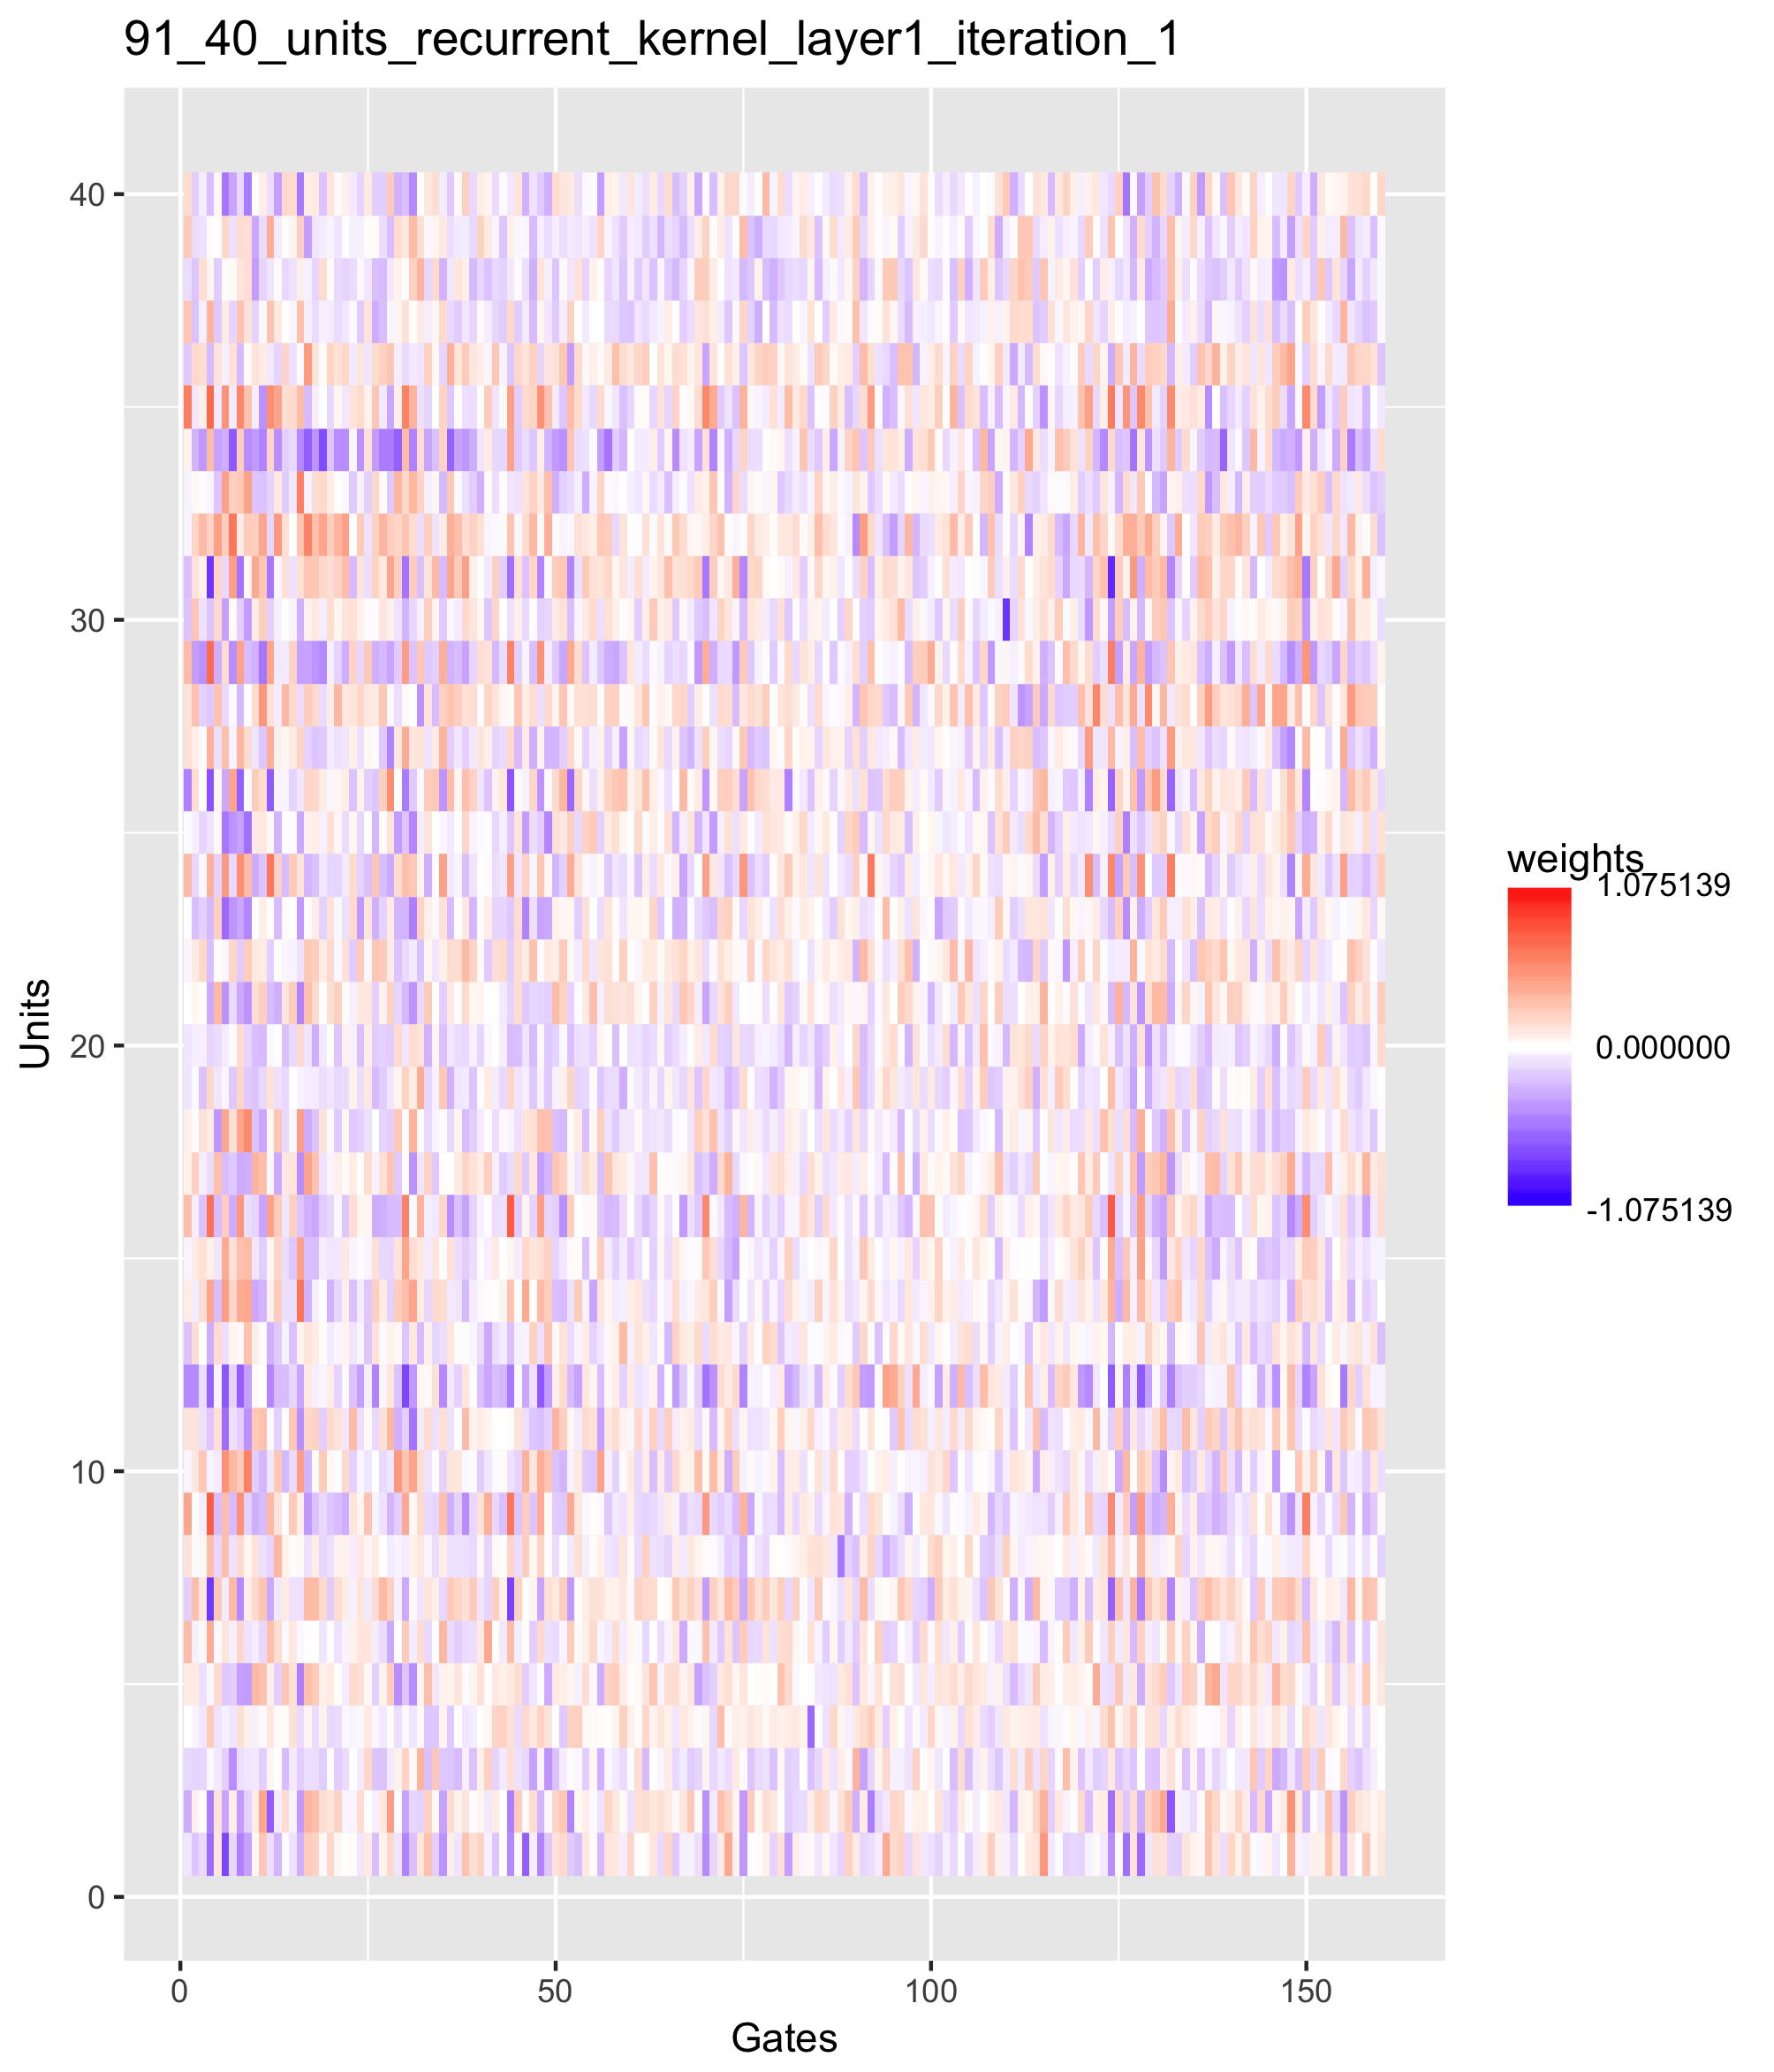 91_40_units_recurrent_kernel_layer1_iteration_1
40
30
20
10
0
Units
0 50 100 150
Gates
weights
1.075139
0.000000
-1.075139